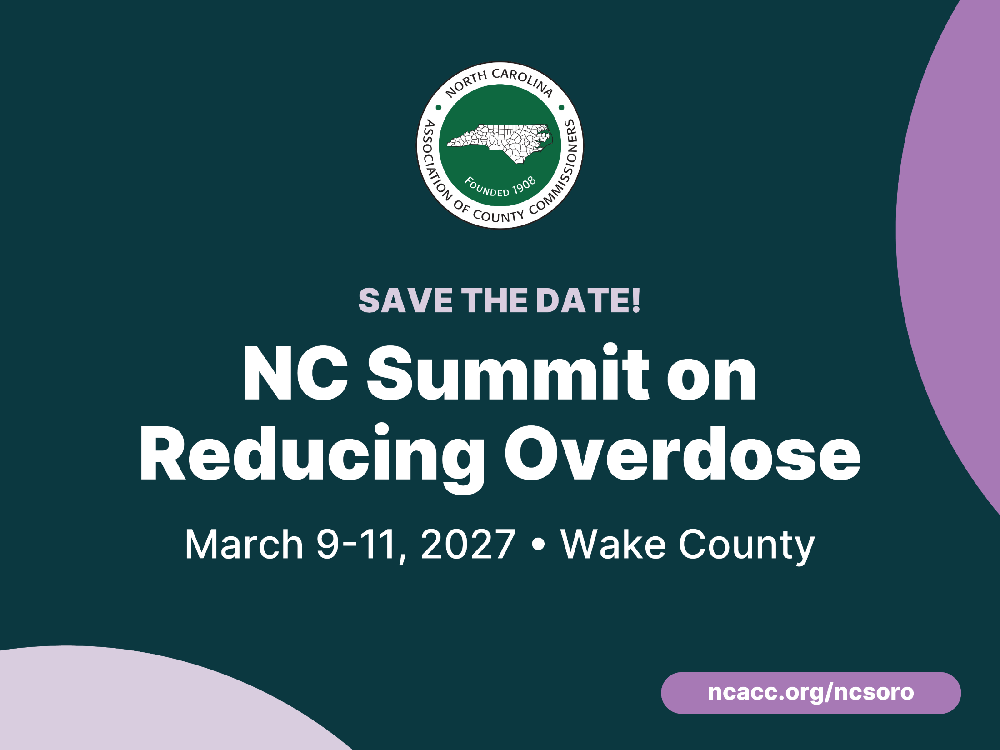 NORTH CAROLINA
ASSOCIATION OF COUNTY COMMISSIONERS
FOUNDED 1908
SAVE THE DATE!
NC Summit on
Reducing Overdose
March 9-11, 2027 • Wake County
ncacc.org/ncsoro